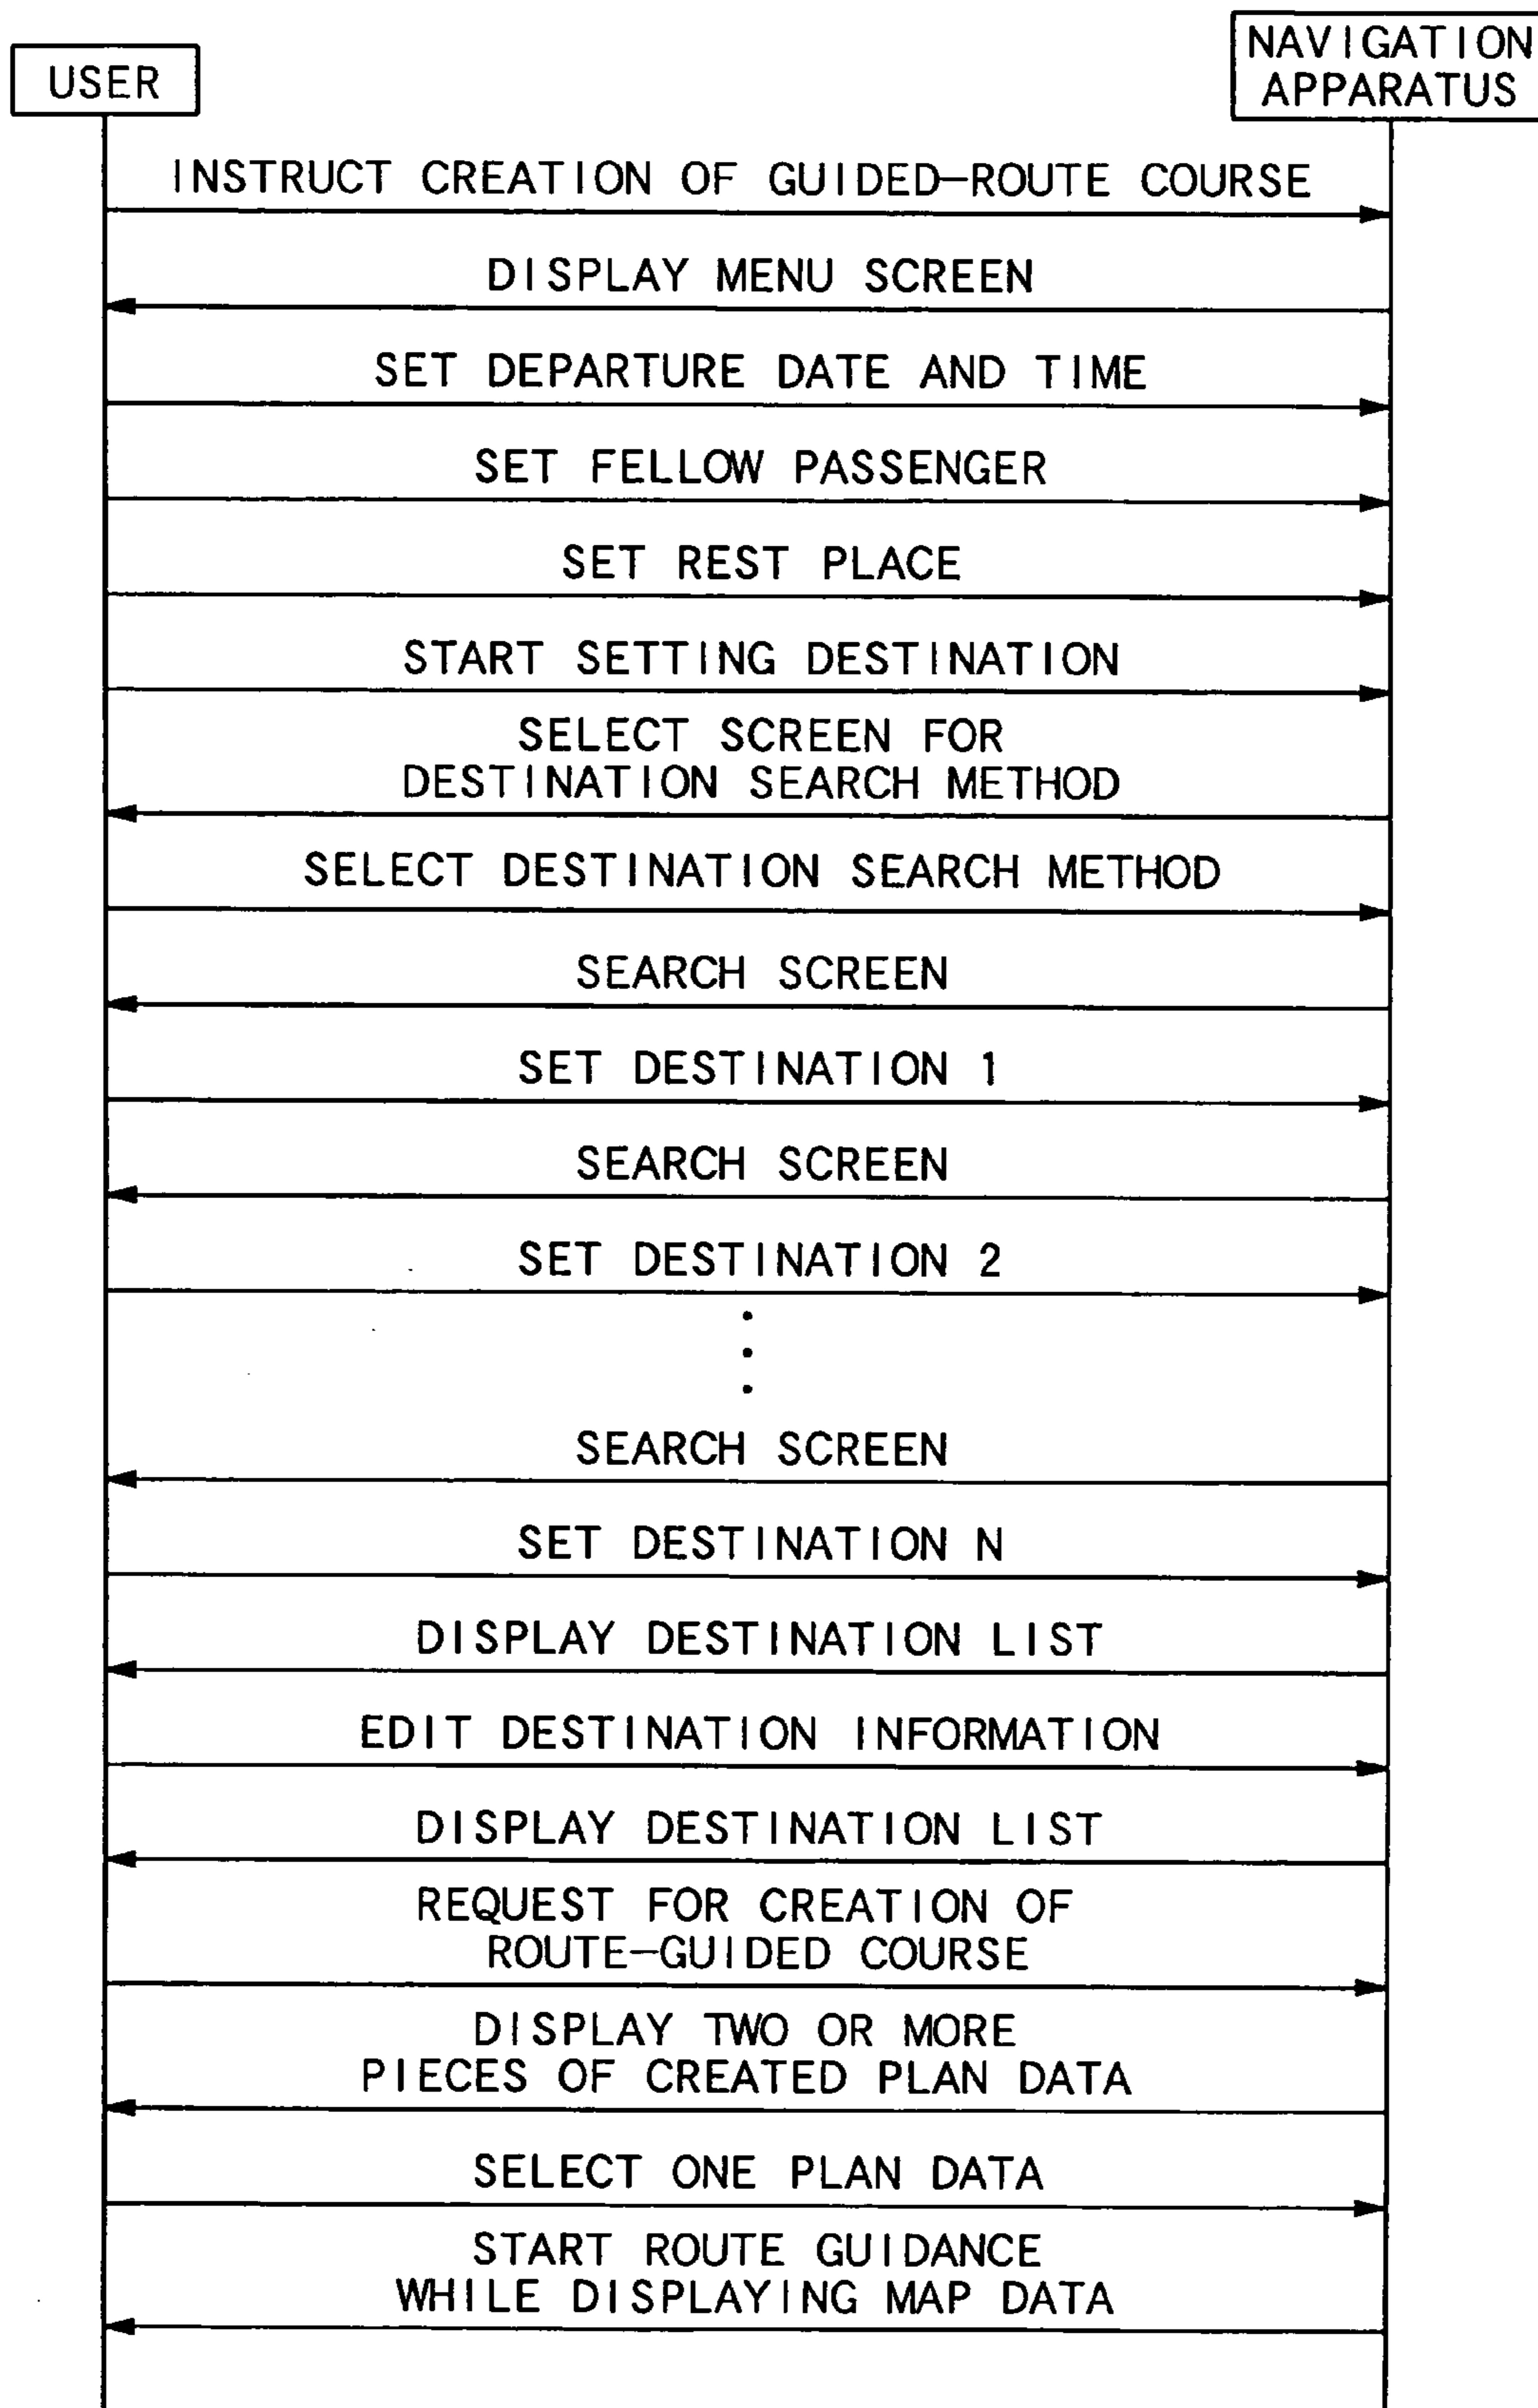 USER
NAVIGATION
APPARATUS
INSTRUCT CREATION OF GUIDED-ROUTE COURSE
DISPLAY MENU SCREEN
SET DEPARTURE DATE AND TIME
SET FELLOW PASSENGER
SET REST PLACE
START SETTING DESTINATION
SELECT SCREEN FOR
DESTINATION SEARCH METHOD
SELECT DESTINATION SEARCH METHOD
SEARCH SCREEN
SET DESTINATION 1
SEARCH SCREEN
SET DESTINATION 2
SEARCH SCREEN
SET DESTINATION N
DISPLAY DESTINATION LIST
EDIT DESTINATION INFORMATION
DISPLAY DESTINATION LIST
REQUEST FOR CREATION OF
ROUTE-GUIDED COURSE
DISPLAY TWO OR MORE
PIECES OF CREATED PLAN DATA
SELECT ONE PLAN DATA
START ROUTE GUIDANCE
WHILE DISPLAYING MAP DATA